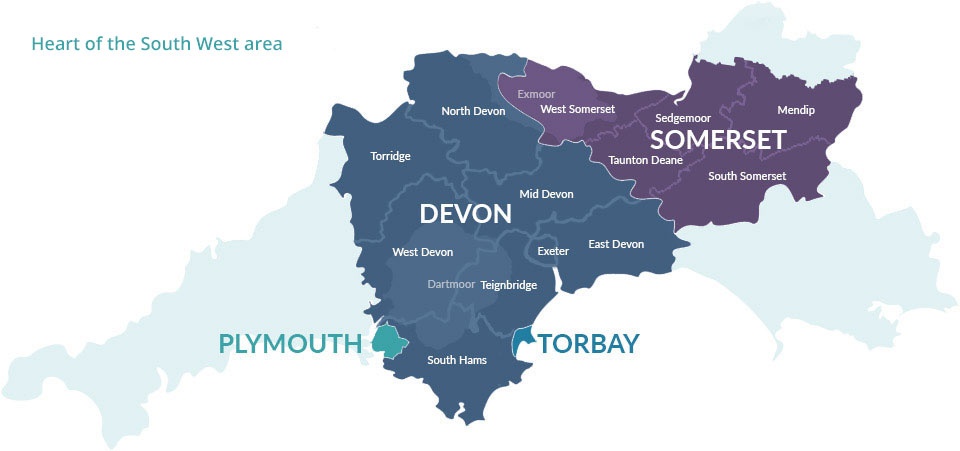 Heart of the South West area
Exmoor
West Somerset
North Devon
Sedgemoor
Mendip
SOMERSET
Torridge
Taunton Deane
South Somerset
Mid Devon
DEVON
East Devon
West Devon
Exeter
Dartmoor
Teignbridge
PLYMOUTH
TORBAY
South Hams